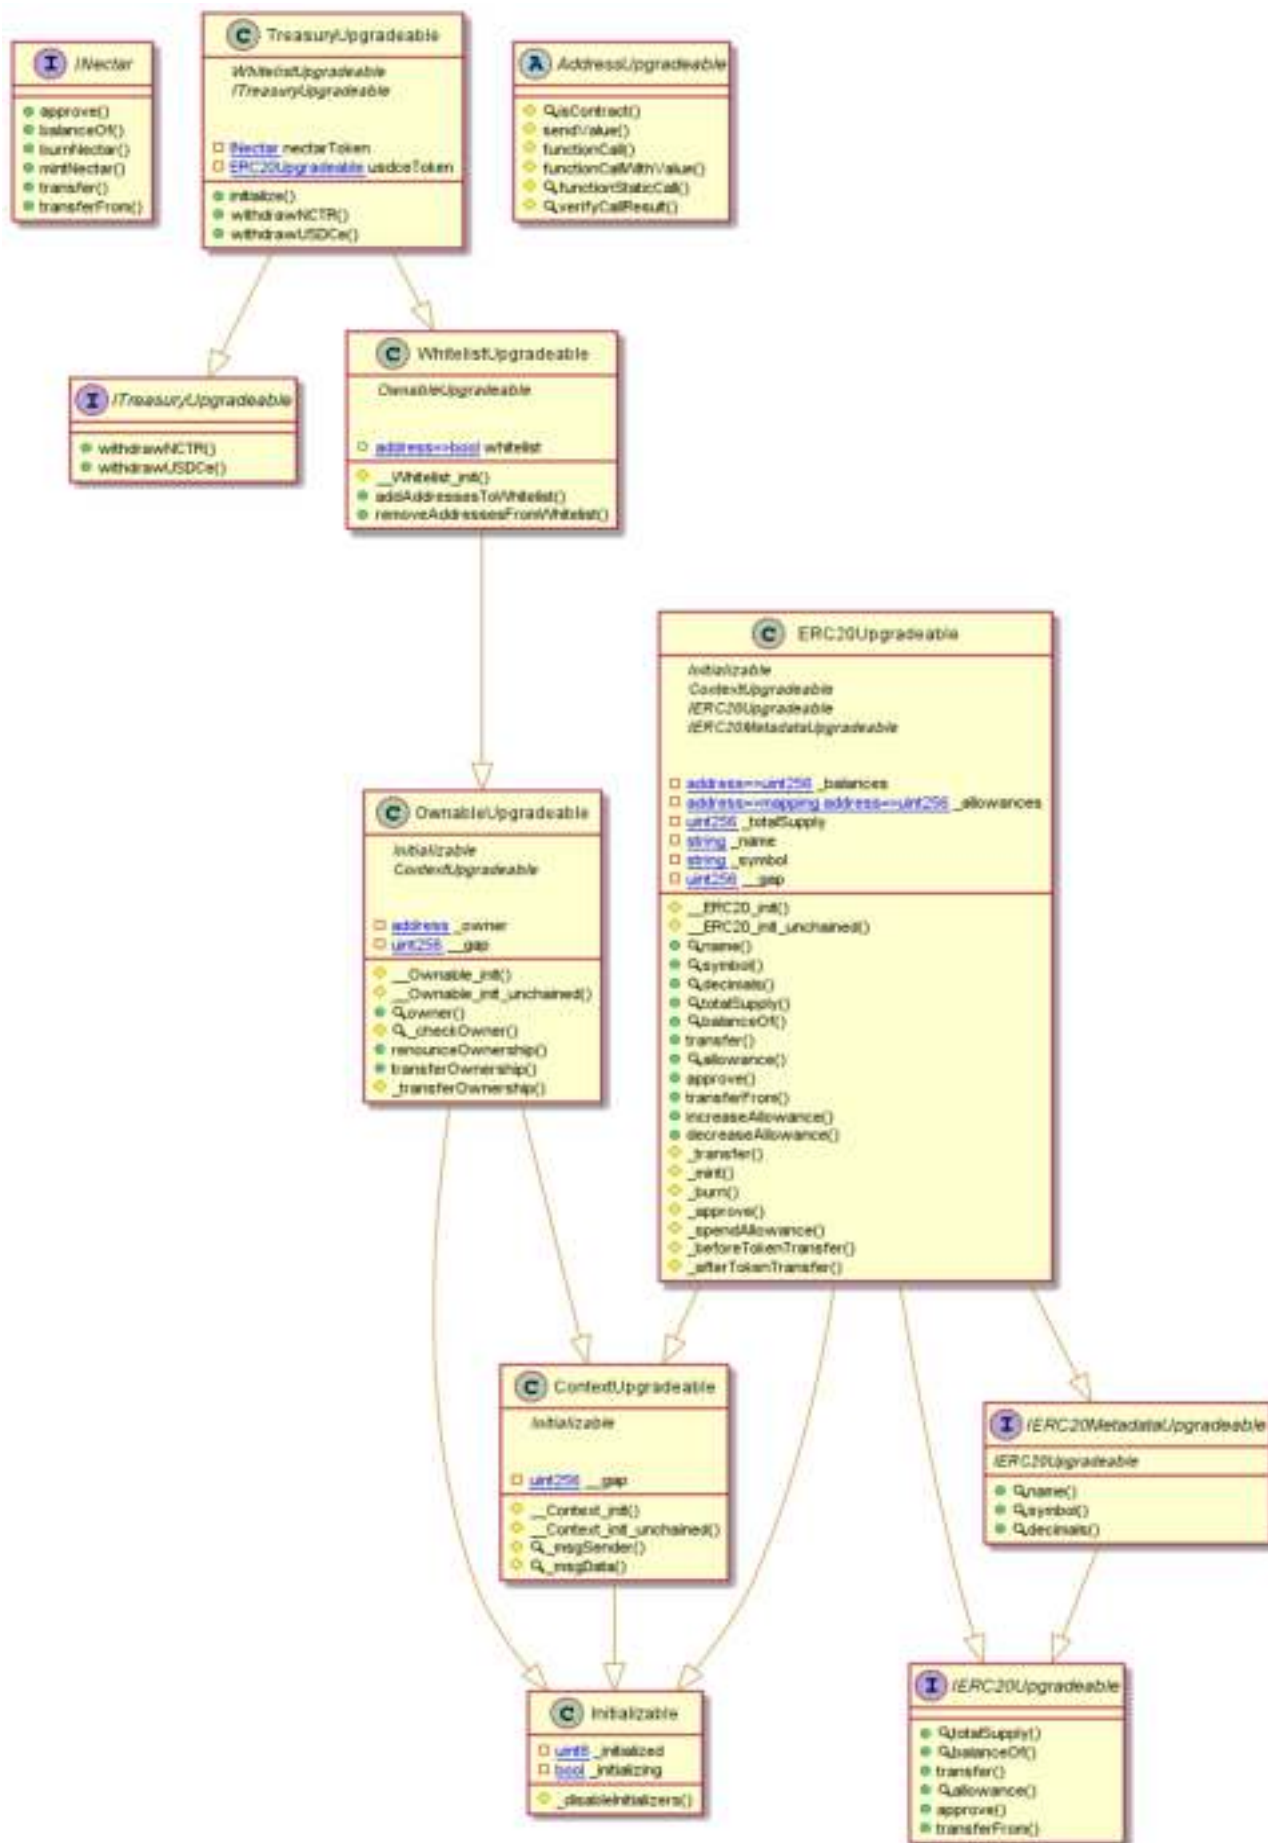 I INectar
approve()
balanceOf()
burnNectar()
mintNectar()
transfer()
transferFrom()
C TreasuryUpgradeable
WhitelistUpgradeable
ITreasuryUpgradeable
INectar nectarToken
ERC20Upgradeable usdceToken
initialize()
withdrawNCTR()
withdrawUSDCe()
A AddressUpgradeable
isContract()
sendValue()
functionCall()
functionCallWithValue()
functionStaticCall()
verifyCallResult()
I ITreasuryUpgradeable
withdrawNCTR()
withdrawUSDCe()
C WhitelistUpgradeable
OwnableUpgradeable
address=>bool whitelist
__Whitelist_init()
addAddressesToWhitelist()
removeAddressesFromWhitelist()
C ERC20Upgradeable
Initializable
ContextUpgradeable
IERC20Upgradeable
IERC20MetadataUpgradeable
address=>uint256 _balances
address=>mapping address=>uint256 _allowances
uint256 _totalSupply
string _name
string _symbol
uint256 __gap
__ERC20_init()
__ERC20_init_unchained()
name()
symbol()
decimals()
totalSupply()
balanceOf()
transfer()
allowance()
approve()
transferFrom()
increaseAllowance()
decreaseAllowance()
_transfer()
_mint()
_burn()
_approve()
_spendAllowance()
_beforeTokenTransfer()
_afterTokenTransfer()
C OwnableUpgradeable
Initializable
ContextUpgradeable
address _owner
uint256 __gap
__Ownable_init()
__Ownable_init_unchained()
owner()
_checkOwner()
renounceOwnership()
transferOwnership()
_transferOwnership()
C ContextUpgradeable
Initializable
uint256 __gap
__Context_init()
__Context_init_unchained()
_msgSender()
_msgData()
I IERC20MetadataUpgradeable
IERC20Upgradeable
name()
symbol()
decimals()
C Initializable
uint8 _initialized
bool _initializing
_disableInitializers()
I IERC20Upgradeable
totalSupply()
balanceOf()
transfer()
allowance()
approve()
transferFrom()